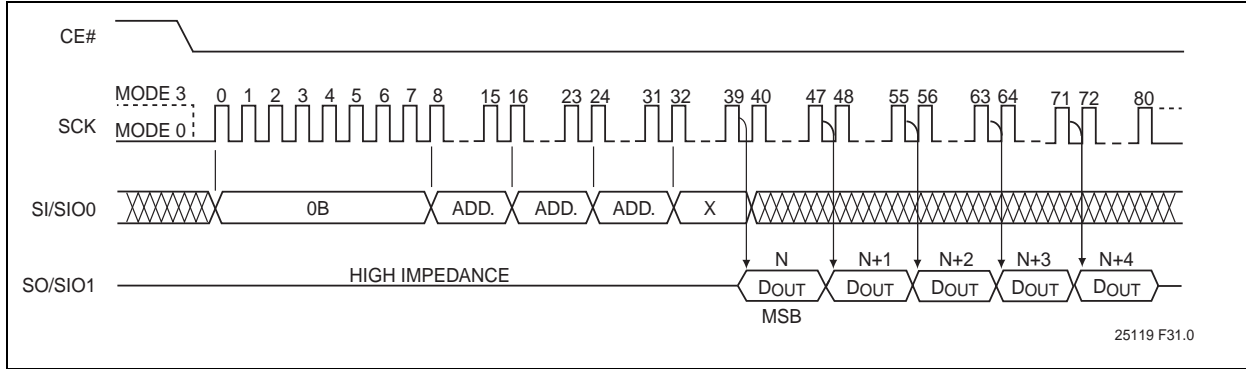 CE#
MODE 3 0 1 2 3 4 5 6 7 8 15 16 23 24 31 32 39 40 47 48 55 56 63 64 71 72 80
SCK MODE 0
SI/SIO0 0B ADD. ADD. ADD. X
N N+1 N+2 N+3 N+4
SO/SIO1 HIGH IMPEDANCE DOUT DOUT DOUT DOUT DOUT
MSB
25119 F31.0